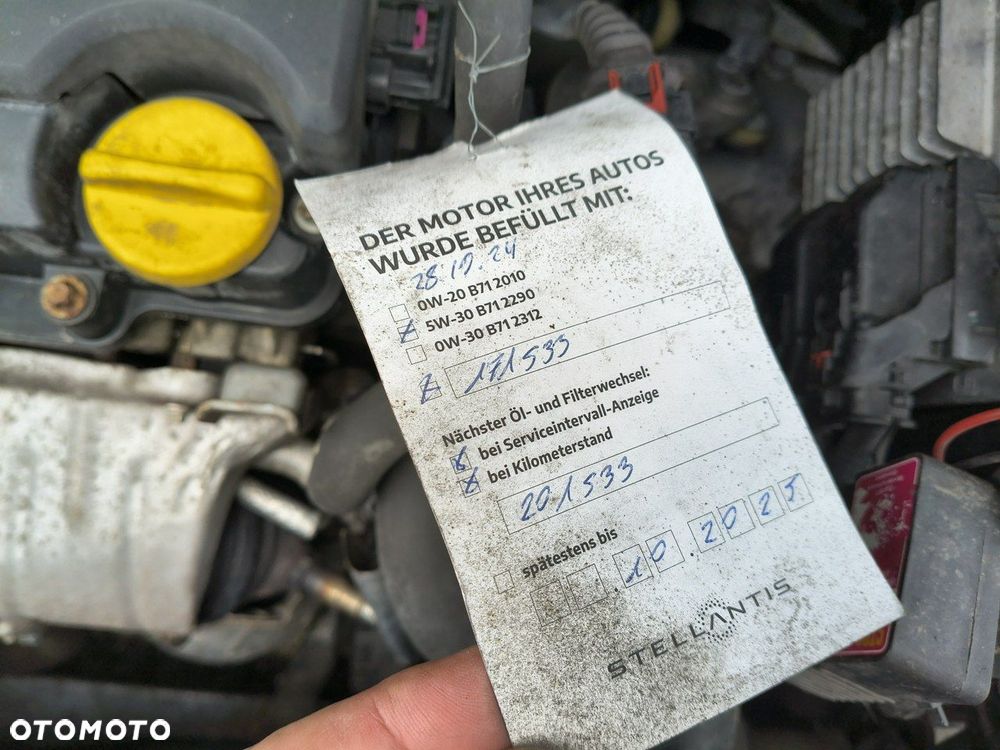 DER MOTOR IHRES AUTOS
WURDE BEFÜLLT MIT:
28.10.24
0W-20 B71 2010
5W-30 B71 2290
0W-30 B71 2312
171533
Nächster Öl- und Filterwechsel:
bei Serviceintervall-Anzeige
bei Kilometerstand
201533
spätestens bis
10.2025
STELLANTIS
OTOMOTO